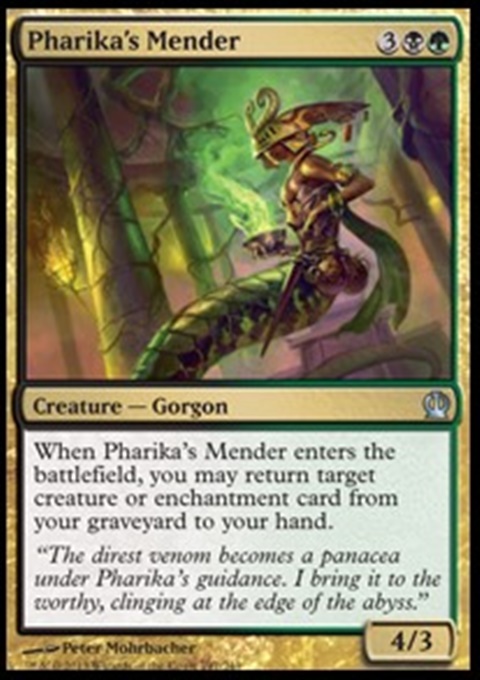 Pharika's Mender 3
Creature — Gorgon
When Pharika's Mender enters the
battlefield, you may return target
creature or enchantment card from
your graveyard to your hand.
"The direst venom becomes a panacea
under Pharika's guidance. I bring it to the
worthy, clinging at the edge of the abyss."
Peter Mohrbacher
4/3